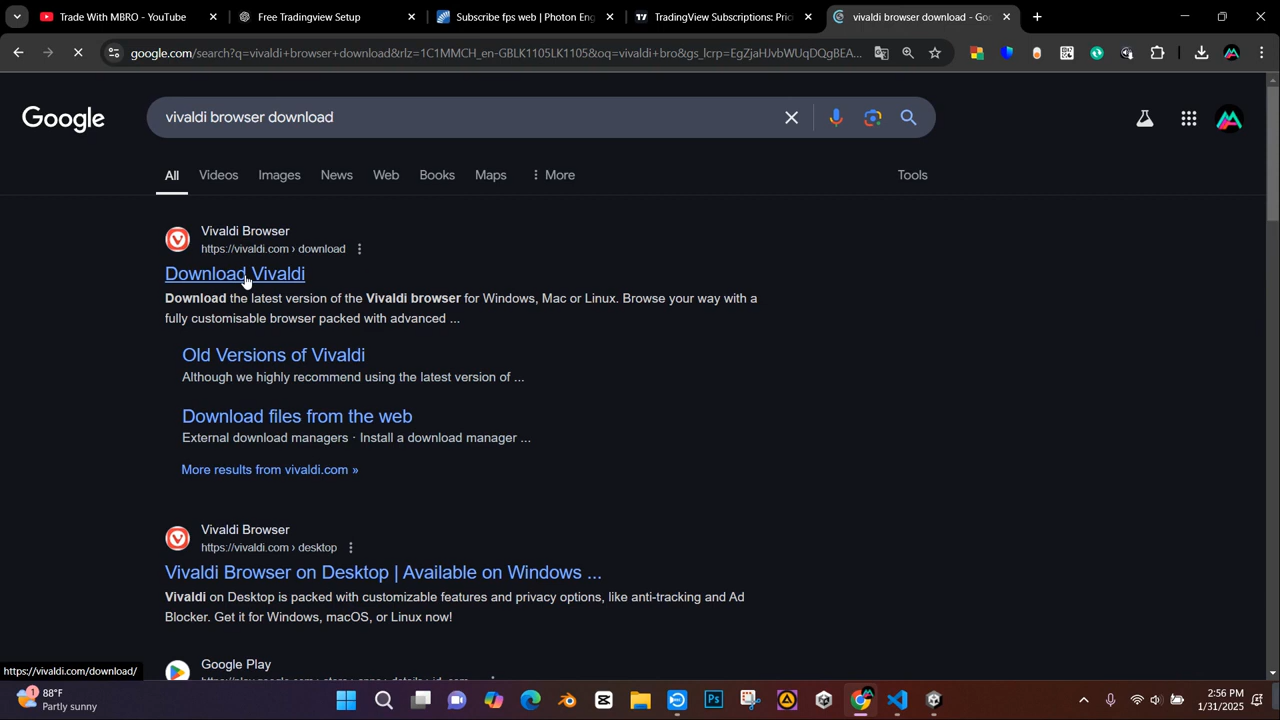 Trade With MBRO - YouTube
Free Tradingview Setup
Subscribe fps web | Photon Eng
TradingView Subscriptions: Pric
vivaldi browser download - Goo
google.com/search?q=vivaldi+browser+download&rlz=1C1MMCH_en-GBLK1105LK1105&oq=vivaldi+bro&gs_lcrp=EgZjaHJvbWUqDQgBEA...
Google
vivaldi browser download
All
Videos
Images
News
Web
Books
Maps
More
Tools
Vivaldi Browser
https://vivaldi.com › download
Download Vivaldi
Download the latest version of the Vivaldi browser for Windows, Mac or Linux. Browse your way with a
fully customisable browser packed with advanced ...
Old Versions of Vivaldi
Although we highly recommend using the latest version of ...
Download files from the web
External download managers · Install a download manager ...
More results from vivaldi.com »
Vivaldi Browser
https://vivaldi.com › desktop
Vivaldi Browser on Desktop | Available on Windows ...
Vivaldi on Desktop is packed with customizable features and privacy options, like anti-tracking and Ad
Blocker. Get it for Windows, macOS, or Linux now!
Google Play
https://vivaldi.com/download/
1
88°F
Partly sunny
Ps
2:56 PM
1/31/2025